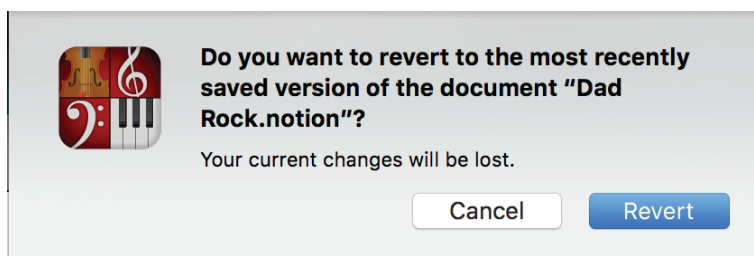 Do you want to revert to the most recently
saved version of the document “Dad
Rock.notion”?
Your current changes will be lost.
Cancel Revert